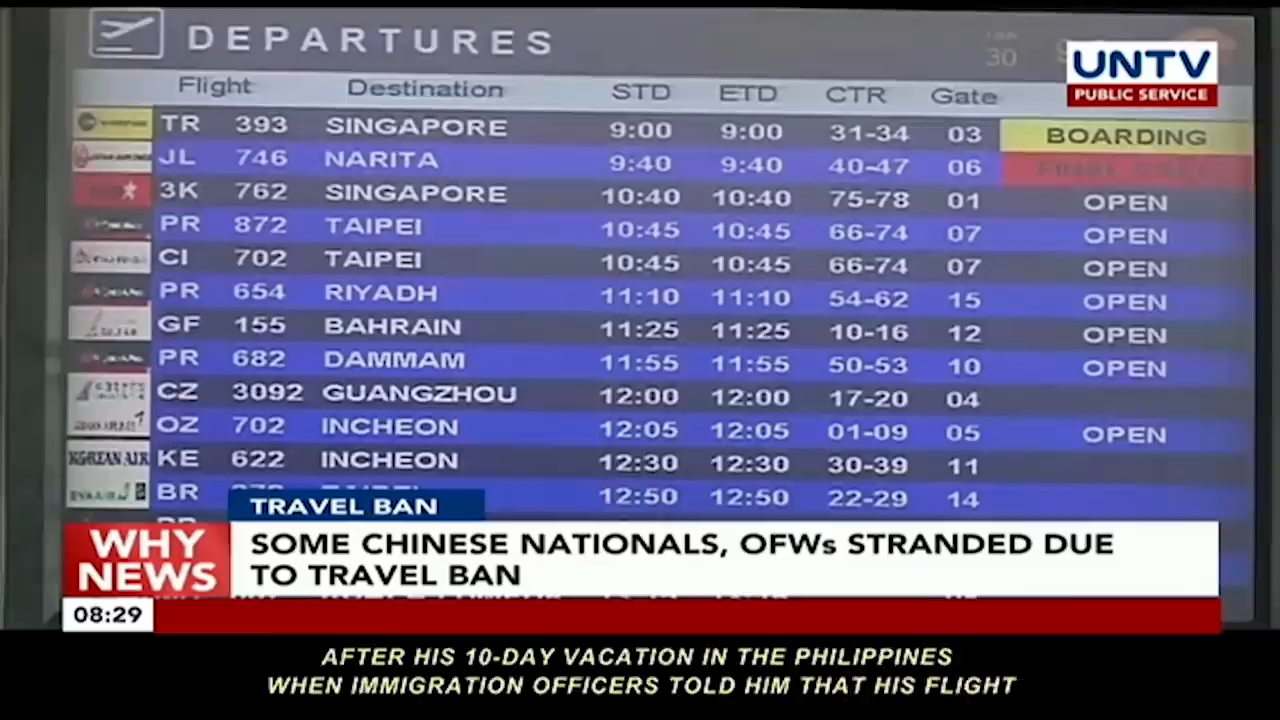 DEPARTURES
30
UNTV
PUBLIC SERVICE
Flight Destination STD ETD CTR Gate
TR 393 SINGAPORE 9:00 9:00 31-34 03 BOARDING
JL 746 NARITA 9:40 9:40 40-47 06 FINAL CALL
3K 762 SINGAPORE 10:40 10:40 75-78 01 OPEN
PR 872 TAIPEI 10:45 10:45 66-74 07 OPEN
CI 702 TAIPEI 10:45 10:45 66-74 07 OPEN
PR 654 RIYADH 11:10 11:10 54-62 15 OPEN
GF 155 BAHRAIN 11:25 11:25 10-16 12 OPEN
PR 682 DAMMAM 11:55 11:55 50-53 10 OPEN
CZ 3092 GUANGZHOU 12:00 12:00 17-20 04
OZ 702 INCHEON 12:05 12:05 01-09 05 OPEN
KOREAN AIR KE 622 INCHEON 12:30 12:30 30-39 11
BR 12:50 12:50 22-29 14
TRAVEL BAN
WHY NEWS
SOME CHINESE NATIONALS, OFWs STRANDED DUE
TO TRAVEL BAN
08:29
AFTER HIS 10-DAY VACATION IN THE PHILIPPINES
WHEN IMMIGRATION OFFICERS TOLD HIM THAT HIS FLIGHT